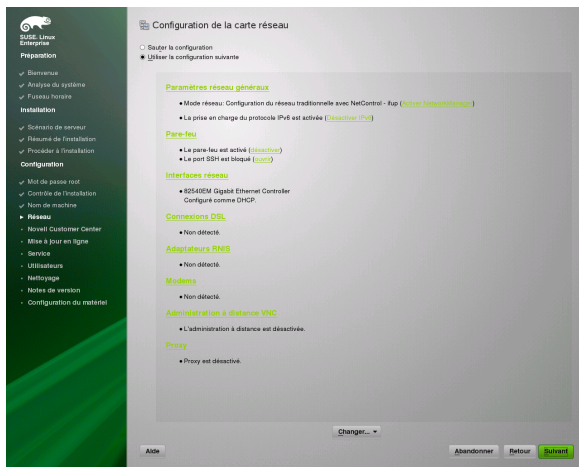 SUSE. Linux
Enterprise
Préparation
Bienvenue
Analyse du système
Fuseau horaire
Installation
Scénario de serveur
Résumé de l'installation
Procéder à l'installation
Configuration
Mot de passe root
Contrôle de l'installation
Nom de machine
Réseau
Novell Customer Center
Mise à jour en ligne
Service
Utilisateurs
Nettoyage
Notes de version
Configuration du matériel
Configuration de la carte réseau
Sauter la configuration
Utiliser la configuration suivante
Paramètres réseau généraux
Mode réseau: Configuration du réseau traditionnelle avec NetControl - ifup (Activer NetworkManager)
La prise en charge du protocole IPv6 est activée (Désactiver IPv6)
Pare-feu
Le pare-feu est activé (désactiver)
Le port SSH est bloqué (ouvrir)
Interfaces réseau
82540EM Gigabit Ethernet Controller
Configuré comme DHCP.
Connexions DSL
Non détecté.
Adaptateurs RNIS
Non détecté.
Modems
Non détecté.
Administration à distance VNC
L'administration à distance est désactivée.
Proxy
Proxy est désactivé.
Changer...
Aide
Abandonner
Retour
Suivant